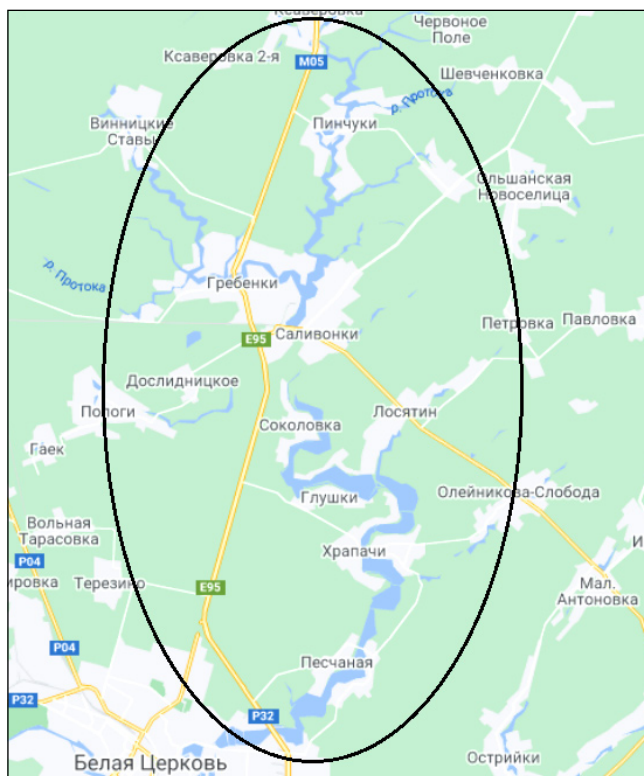 Ксаверовка
Червоное
Поле
Ксаверовка 2-я
M05
Шевченковка
р. Протока
Винницкие
Ставы
Пинчуки
Ольшанская
Новоселица
р. Протока
Гребенки
Петровка
Павловка
E95
Саливонки
Дослидницкое
Пологи
Лосятин
Соколовка
Гаек
Глушки
Олейникова-Слобода
Вольная
Тарасовка
Храпачи
И
P04
ировка
Терезино
E95
Мал.
Антоновка
P04
Песчаная
P32
P32
Белая Церковь
Острийки